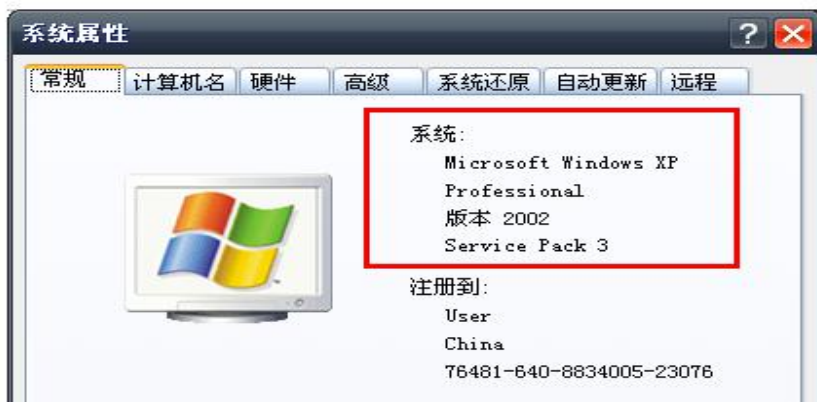 系统属性
常规 计算机名 硬件 高级 系统还原 自动更新 远程
系统:
Microsoft Windows XP
Professional
版本 2002
Service Pack 3
注册到:
User
China
76481-640-8834005-23076